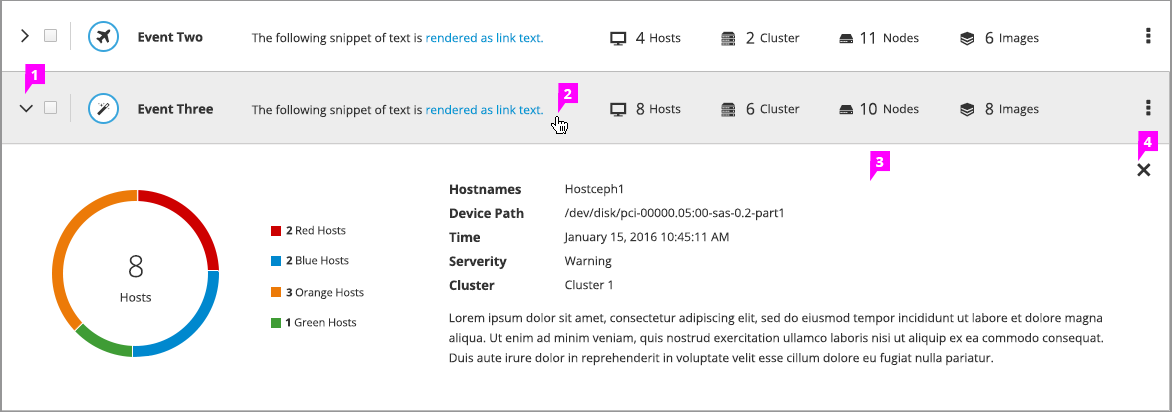 Event Two The following snippet of text is rendered as link text. 4 Hosts 2 Cluster 11 Nodes 6 Images
1
2
Event Three The following snippet of text is rendered as link text. 8 Hosts 6 Cluster 10 Nodes 8 Images
3
4
8
Hosts
2 Red Hosts
2 Blue Hosts
3 Orange Hosts
1 Green Hosts
Hostnames Hostceph1
Device Path /dev/disk/pci-00000.05:00-sas-0.2-part1
Time January 15, 2016 10:45:11 AM
Serverity Warning
Cluster Cluster 1
Lorem ipsum dolor sit amet, consectetur adipiscing elit, sed do eiusmod tempor incididunt ut labore et dolore magna
aliqua. Ut enim ad minim veniam, quis nostrud exercitation ullamco laboris nisi ut aliquip ex ea commodo consequat.
Duis aute irure dolor in reprehenderit in voluptate velit esse cillum dolore eu fugiat nulla pariatur.